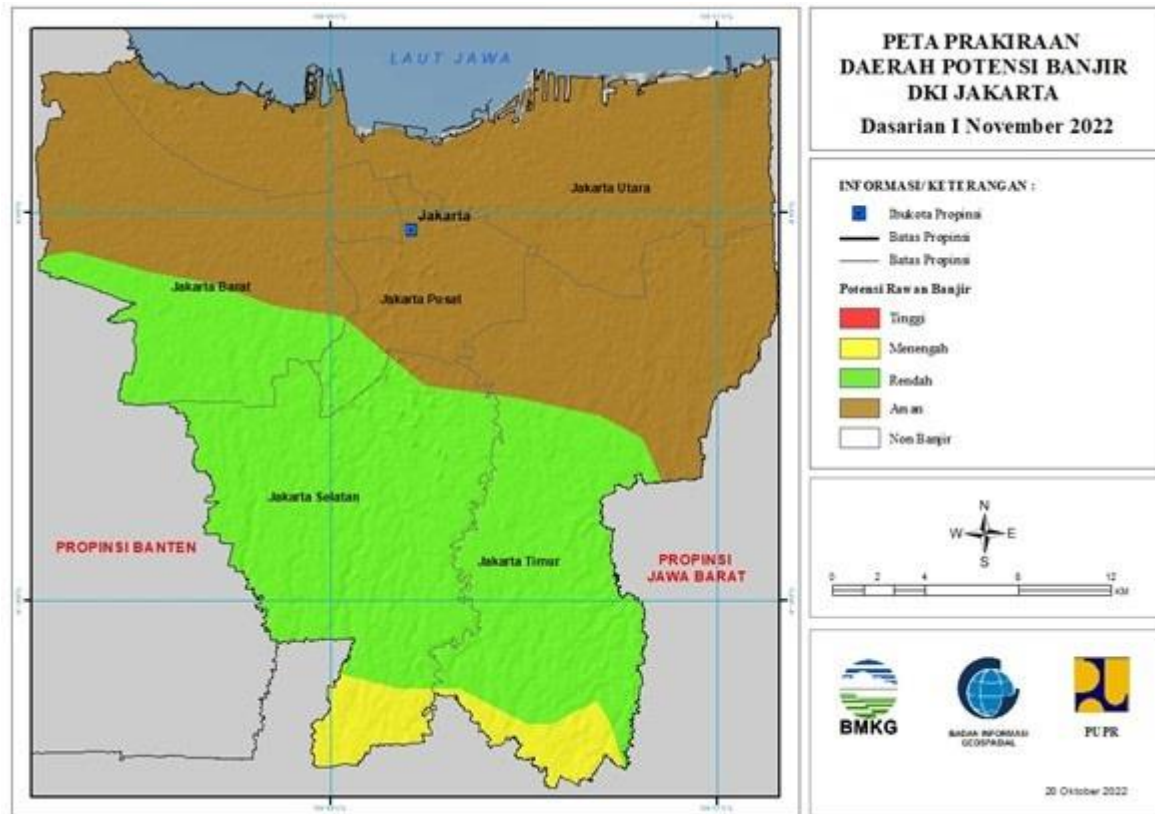 LAUT JAWA
Jakarta Utara
Jakarta
Jakarta Barat
Jakarta Pusat
Jakarta Selatan
PROPINSI BANTEN
Jakarta Timur
PROPINSI
JAWA BARAT
PETA PRAKIRAAN
DAERAH POTENSI BANJIR
DKI JAKARTA
Dasarian I November 2022
INFORMASI/KETERANGAN :
Ibukota Propinsi
Batas Propinsi
Batas Propinsi
Potensi Rawan Banjir
Tinggi
Menengah
Rendah
Aman
Non Banjir
N
W E
S
0 2 4 8 12
KM
BMKG
BADAN INFORMASI
GEOSPASIAL
PUPR
28 Oktober 2022